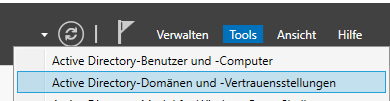 Verwalten Tools Ansicht Hilfe
Active Directory-Benutzer und -Computer
Active Directory-Domänen und -Vertrauensstellungen